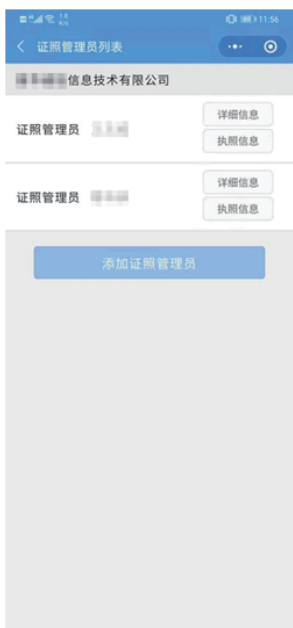 1.8
K/s
11:56
证照管理员列表
信息技术有限公司
证照管理员
详细信息
执照信息
证照管理员
详细信息
执照信息
添加证照管理员